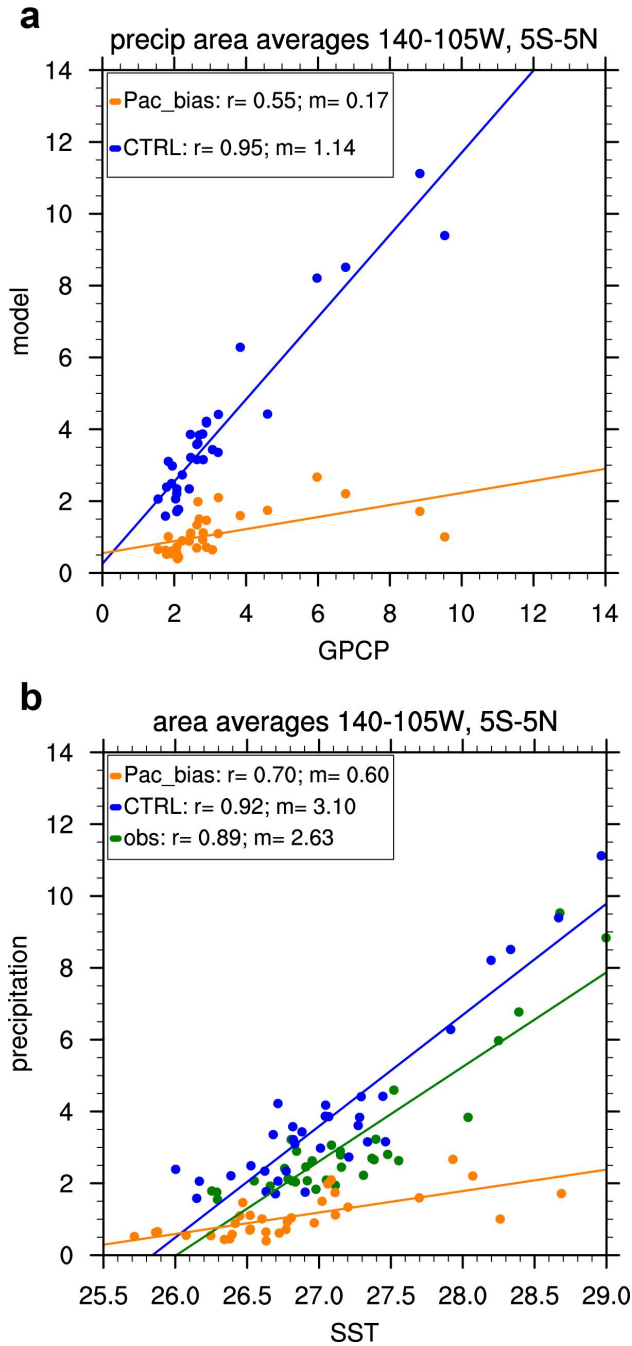 a
precip area averages 140-105W, 5S-5N
14
Pac_bias: r= 0.55; m= 0.17
12
CTRL: r= 0.95; m= 1.14
10
8
model
6
4
2
0
0 2 4 6 8 10 12 14
GPCP
b
area averages 140-105W, 5S-5N
14
Pac_bias: r= 0.70; m= 0.60
12
CTRL: r= 0.92; m= 3.10
obs: r= 0.89; m= 2.63
10
8
precipitation
6
4
2
0
25.5 26.0 26.5 27.0 27.5 28.0 28.5 29.0
SST